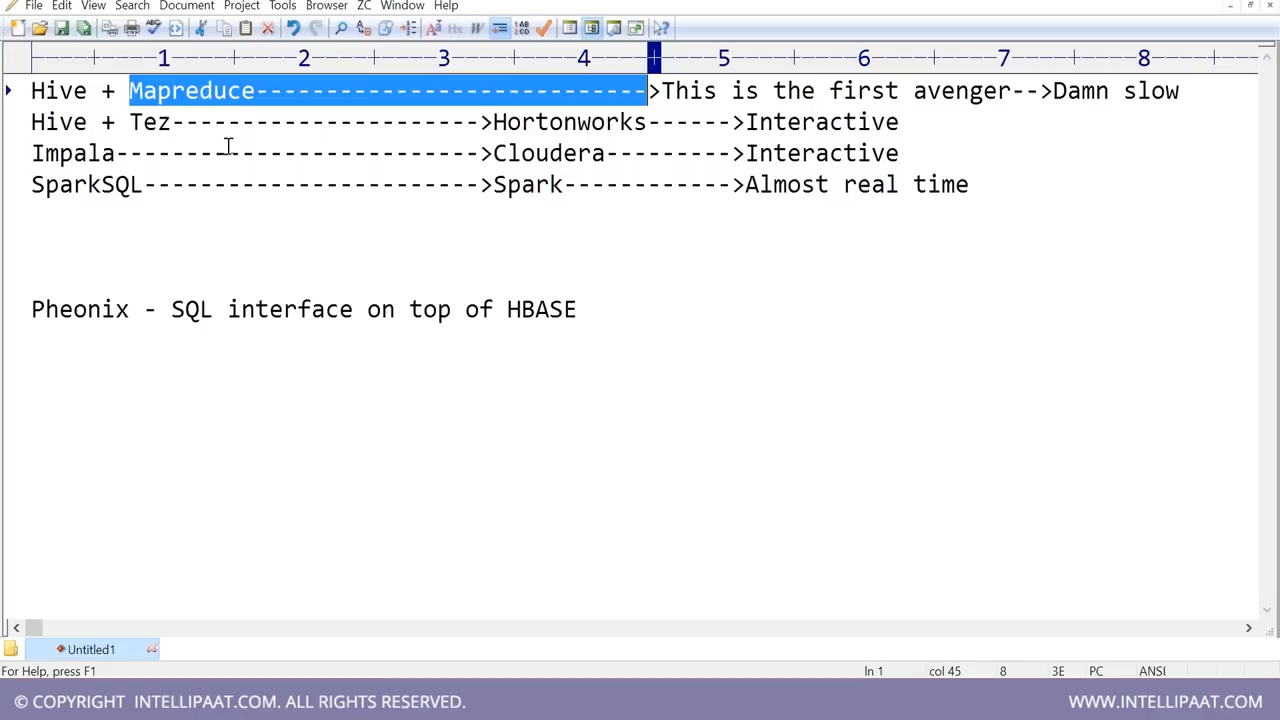 File Edit View Search Document Project Tools Browser ZC Window Help
1 2 3 4 5 6 7 8
Hive + Mapreduce---------------------------->This is the first avenger-->Damn slow
Hive + Tez---------------------->Hortonworks------>Interactive
Impala-------------------------->Cloudera--------->Interactive
SparkSQL------------------------>Spark------------>Almost real time
Pheonix - SQL interface on top of HBASE
Untitled1
For Help, press F1 ln 1 col 45 8 3E PC ANSI
© COPYRIGHT INTELLIPAAT.COM. ALL RIGHTS RESERVED. WWW.INTELLIPAAT.COM